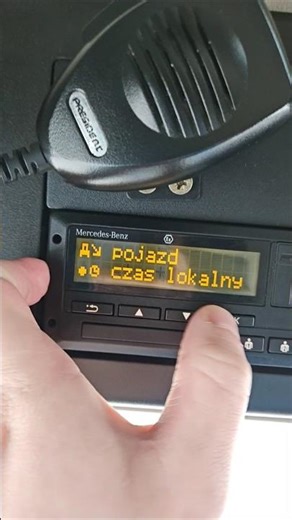 PRESIDENT
Mercedes-Benz
pojazd
czas lokalny